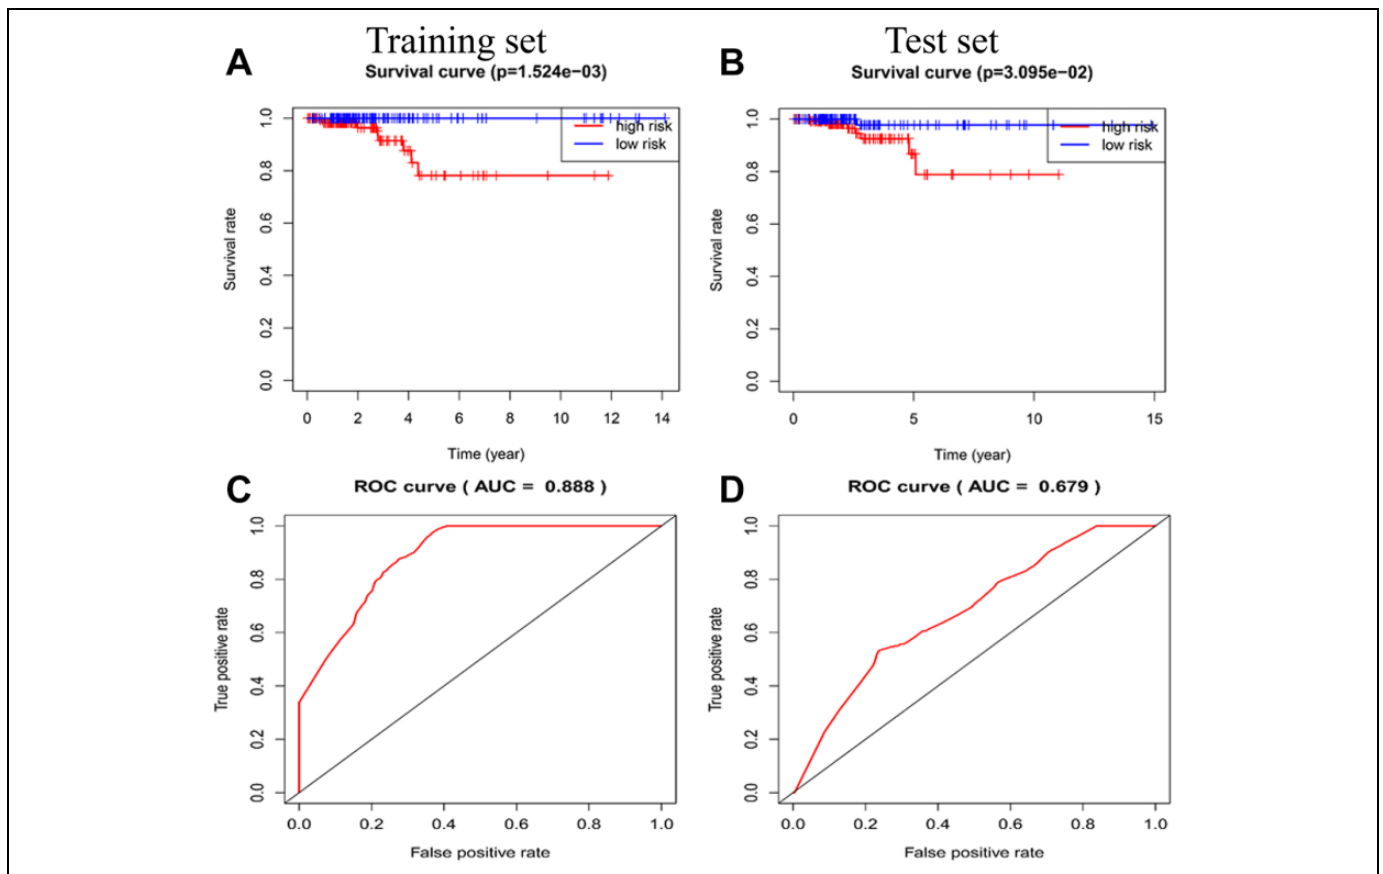 Training set
Test set
A
Survival curve (p=1.524e−03)
B
Survival curve (p=3.095e−02)
1.0
0.8
0.6
0.4
0.2
0.0
Survival rate
high risk
low risk
0 2 4 6 8 10 12 14
Time (year)
1.0
0.8
0.6
0.4
0.2
0.0
Survival rate
high risk
low risk
0 5 10 15
Time (year)
C
ROC curve ( AUC = 0.888 )
1.0
0.8
0.6
0.4
0.2
0.0
True positive rate
0.0 0.2 0.4 0.6 0.8 1.0
False positive rate
D
ROC curve ( AUC = 0.679 )
1.0
0.8
0.6
0.4
0.2
0.0
True positive rate
0.0 0.2 0.4 0.6 0.8 1.0
False positive rate